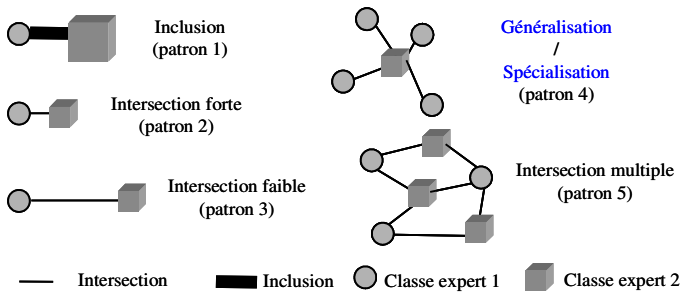 Inclusion
(patron 1)
Intersection forte
(patron 2)
Intersection faible
(patron 3)
Généralisation
/
Spécialisation
(patron 4)
Intersection multiple
(patron 5)
Intersection
Inclusion
Classe expert 1
Classe expert 2